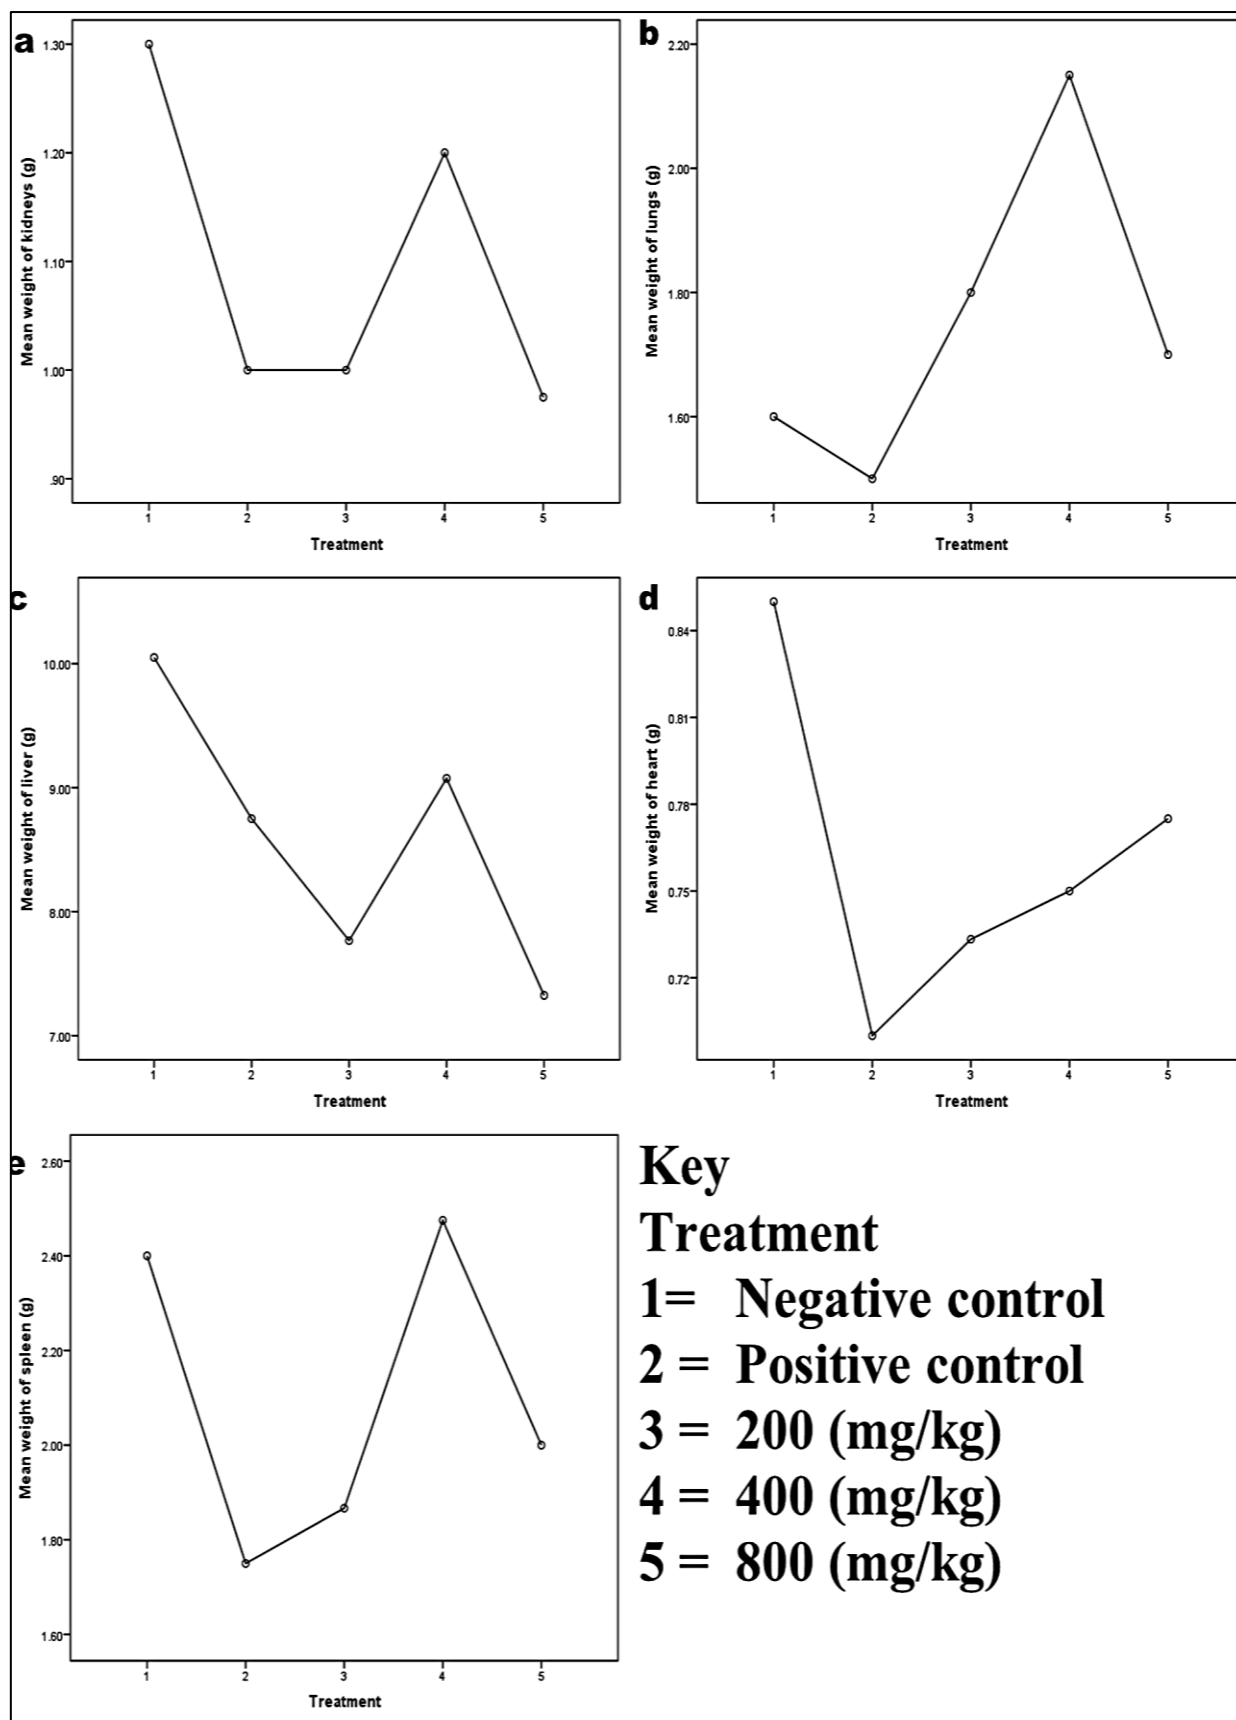 a
Mean weight of kidneys (g)
1.30
1.20
1.10
1.00
.90
1 2 3 4 5
Treatment
b
Mean weight of lungs (g)
2.20
2.00
1.80
1.60
1 2 3 4 5
Treatment
c
Mean weight of liver (g)
10.00
9.00
8.00
7.00
1 2 3 4 5
Treatment
d
Mean weight of heart (g)
0.84
0.81
0.78
0.75
0.72
1 2 3 4 5
Treatment
e
Mean weight of spleen (g)
2.60
2.40
2.20
2.00
1.80
1.60
1 2 3 4 5
Treatment
Key
Treatment
1= Negative control
2 = Positive control
3 = 200 (mg/kg)
4 = 400 (mg/kg)
5 = 800 (mg/kg)